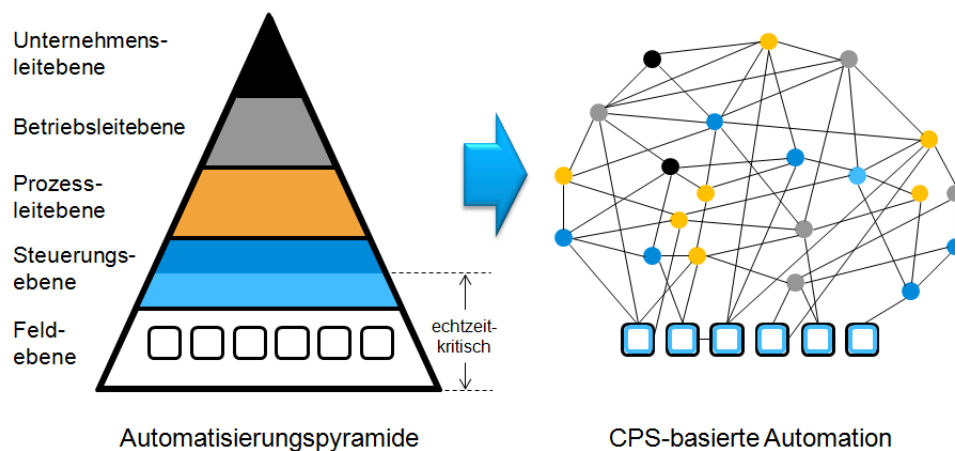 Unternehmens-
leitebene
Betriebsleitebene
Prozess-
leitebene
Steuerungs-
ebene
Feld-
ebene
echtzeit-
kritisch
Automatisierungspyramide
CPS-basierte Automation